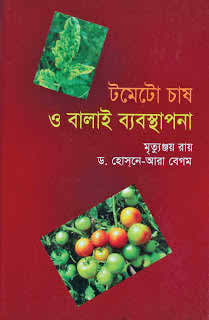 টমেটো চাষ
ও বালাই ব্যবস্থাপনা
মৃত্যুঞ্জয় রায়
ড. হোসনে-আরা বেগম